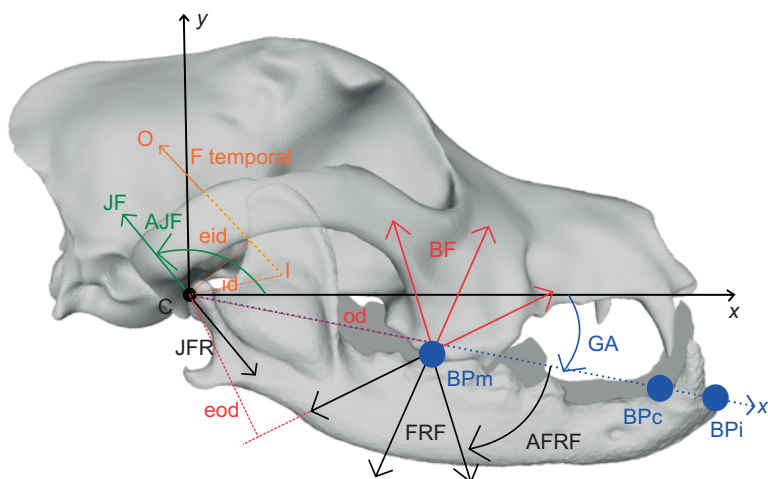 y
O
F temporal
JF
AJF
eid
BF
I
id
C
x
od
GA
JFR
BPm
BPc
x
BPi
eod
FRF
AFRF